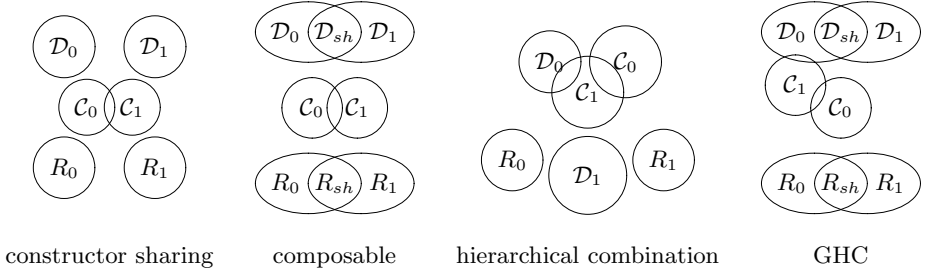 𝒟₀ 𝒟₁
𝒞₀ 𝒞₁
R₀ R₁
constructor sharing
𝒟₀ 𝒟ₛₕ 𝒟₁
𝒞₀ 𝒞₁
R₀ Rₛₕ R₁
composable
𝒟₀ 𝒞₀
𝒞₁
R₀ R₁
𝒟₁
hierarchical combination
𝒟₀ 𝒟ₛₕ 𝒟₁
𝒞₁
𝒞₀
R₀ Rₛₕ R₁
GHC